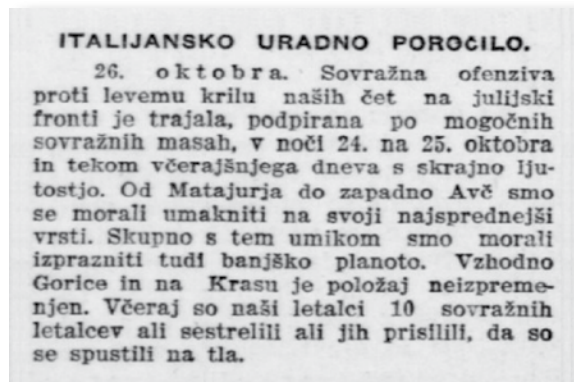 ITALIJANSKO URADNO POROČILO.
26. oktobra. Sovražna ofenziva
proti levemu krilu naših čet na julijski
fronti je trajala, podpirana po mogočnih
sovražnih masah, v noči 24. na 25. oktobra
in tekom včerajšnjega dneva s skrajno lju-
tostjo. Od Matajurja do zapadno Avč smo
se morali umakniti na svoji najsprednejši
vrsti. Skupno s tem umikom smo morali
izprazniti tudi banjško planoto. Vzhodno
Gorice in na Krasu je položaj neizpreme-
njen. Včeraj so naši letalci 10 sovražnih
letalcev ali sestrelili ali jih prisilili, da so
se spustili na tla.